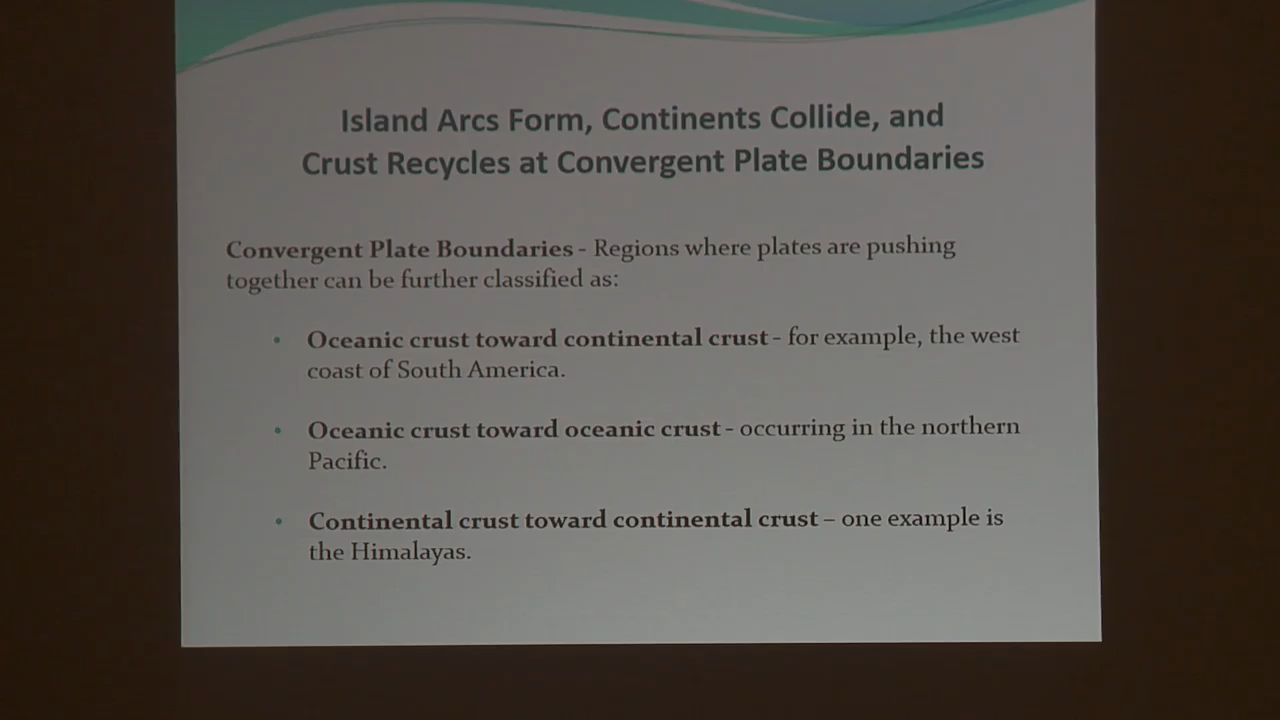 Island Arcs Form, Continents Collide, and
Crust Recycles at Convergent Plate Boundaries
Convergent Plate Boundaries - Regions where plates are pushing
together can be further classified as:
• Oceanic crust toward continental crust - for example, the west
coast of South America.
• Oceanic crust toward oceanic crust - occurring in the northern
Pacific.
• Continental crust toward continental crust – one example is
the Himalayas.